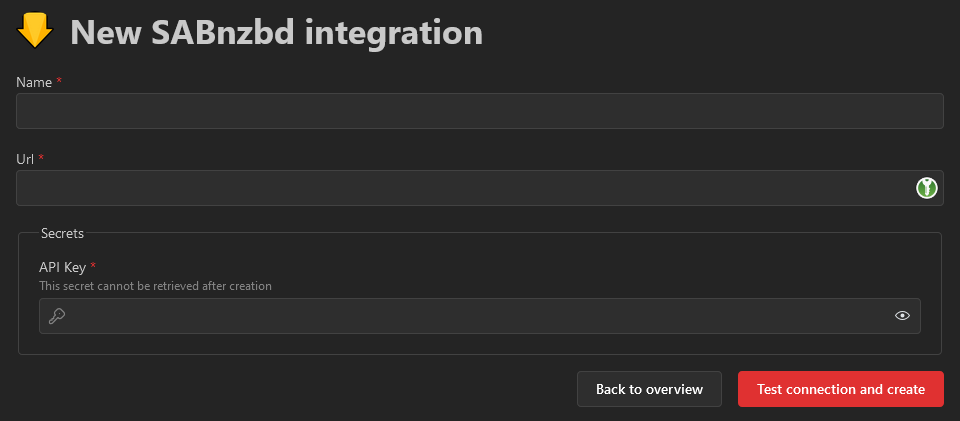 New SABnzbd integration
Name *
Url *
Secrets
API Key *
This secret cannot be retrieved after creation
Back to overview
Test connection and create